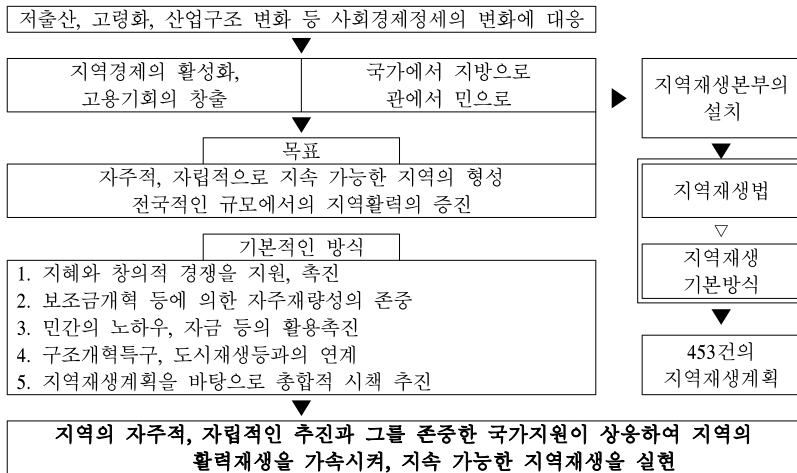 저출산, 고령화, 산업구조 변화 등 사회경제정세의 변화에 대응
지역경제의 활성화,
고용기회의 창출
국가에서 지방으로
관에서 민으로
목표
자주적, 자립적으로 지속 가능한 지역의 형성
전국적인 규모에서의 지역활력의 증진
기본적인 방식
1. 지혜와 창의적 경쟁을 지원, 촉진
2. 보조금개혁 등에 의한 자주재량성의 존중
3. 민간의 노하우, 자금 등의 활용촉진
4. 구조개혁특구, 도시재생등과의 연계
5. 지역재생계획을 바탕으로 총합적 시책 추진
지역재생본부의
설치
지역재생법
지역재생
기본방식
453건의
지역재생계획
지역의 자주적, 자립적인 추진과 그를 존중한 국가지원이 상응하여 지역의
활력재생을 가속시켜, 지속 가능한 지역재생을 실현